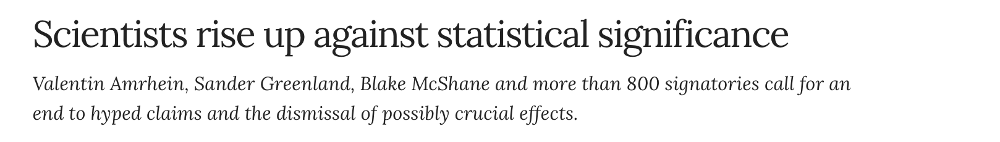 Scientists rise up against statistical significance
Valentin Amrhein, Sander Greenland, Blake McShane and more than 800 signatories call for an
end to hyped claims and the dismissal of possibly crucial effects.